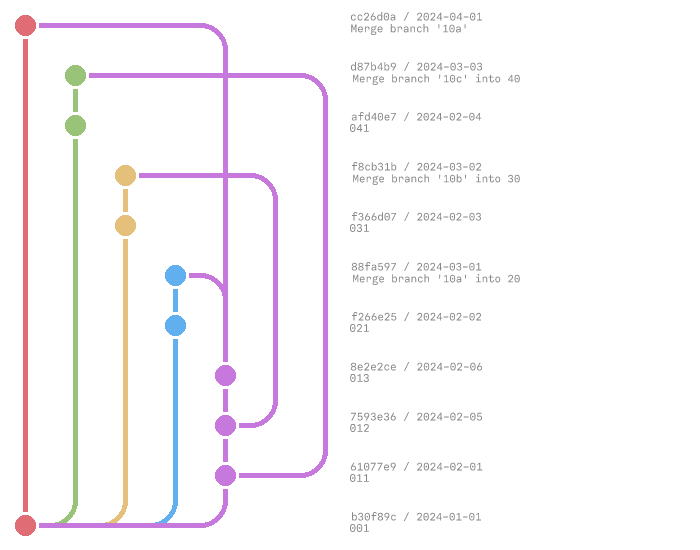 cc26d0a / 2024-04-01
Merge branch '10a'
d87b4b9 / 2024-03-03
Merge branch '10c' into 40
afd40e7 / 2024-02-04
041
f8cb31b / 2024-03-02
Merge branch '10b' into 30
f366d07 / 2024-02-03
031
88fa597 / 2024-03-01
Merge branch '10a' into 20
f266e25 / 2024-02-02
021
8e2e2ce / 2024-02-06
013
7593e36 / 2024-02-05
012
61077e9 / 2024-02-01
011
b30f89c / 2024-01-01
001